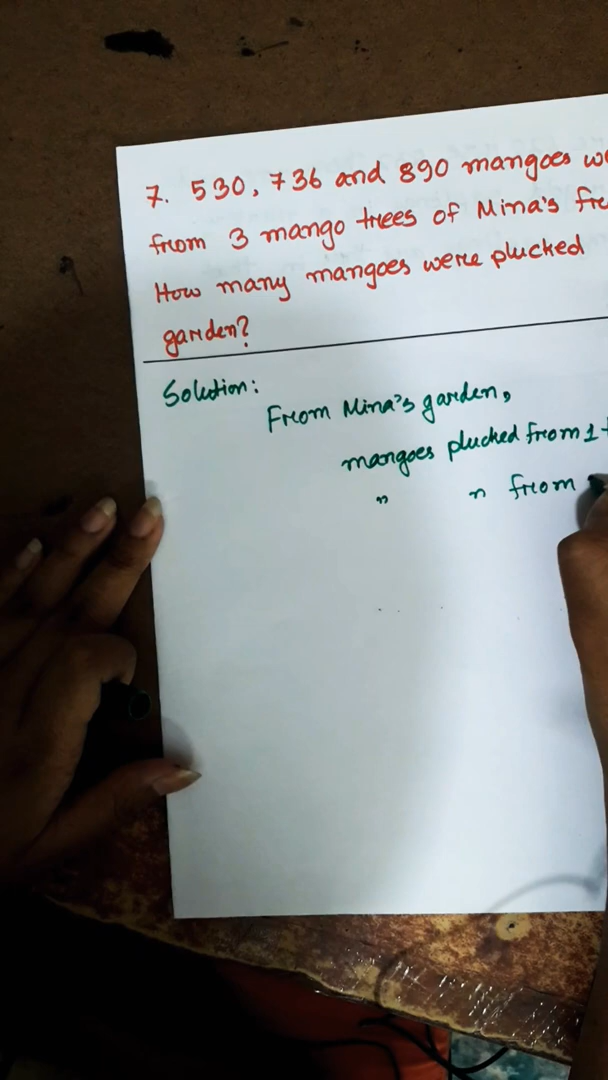 7. 530, 736 and 890 mangoes
from 3 mango trees of Mina's
How many mangoes were plucked
garden?
Solution:
From Mina's garden,
mangoes plucked from 1
" " from